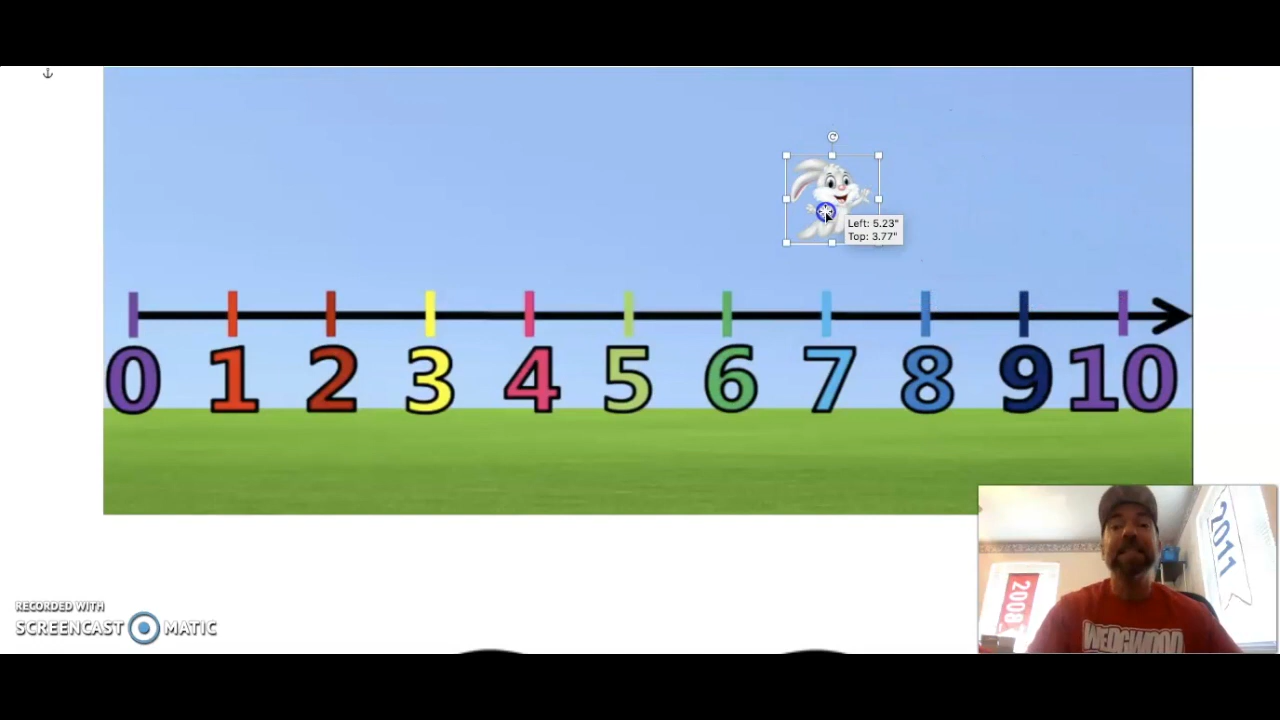 Left: 5.23"
Top: 3.77"
0 1 2 3 4 5 6 7 8 9 10
2011
2008
WEDGWOOD
RECORDED WITH
SCREENCAST MATIC